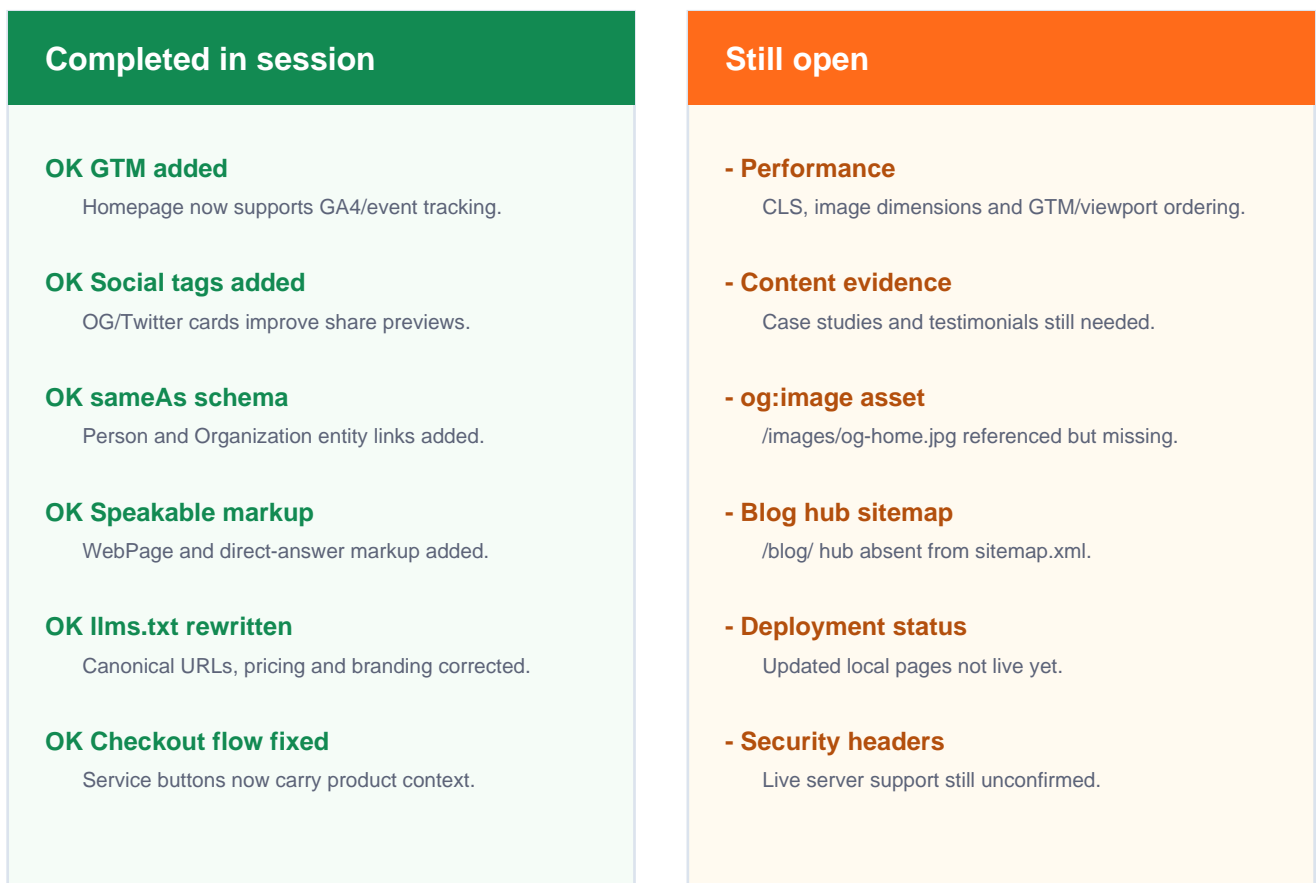 Completed in session
OK GTM added
Homepage now supports GA4/event tracking.
OK Social tags added
OG/Twitter cards improve share previews.
OK sameAs schema
Person and Organization entity links added.
OK Speakable markup
WebPage and direct-answer markup added.
OK llms.txt rewritten
Canonical URLs, pricing and branding corrected.
OK Checkout flow fixed
Service buttons now carry product context.
Still open
- Performance
CLS, image dimensions and GTM/viewport ordering.
- Content evidence
Case studies and testimonials still needed.
- og:image asset
/images/og-home.jpg referenced but missing.
- Blog hub sitemap
/blog/ hub absent from sitemap.xml.
- Deployment status
Updated local pages not live yet.
- Security headers
Live server support still unconfirmed.